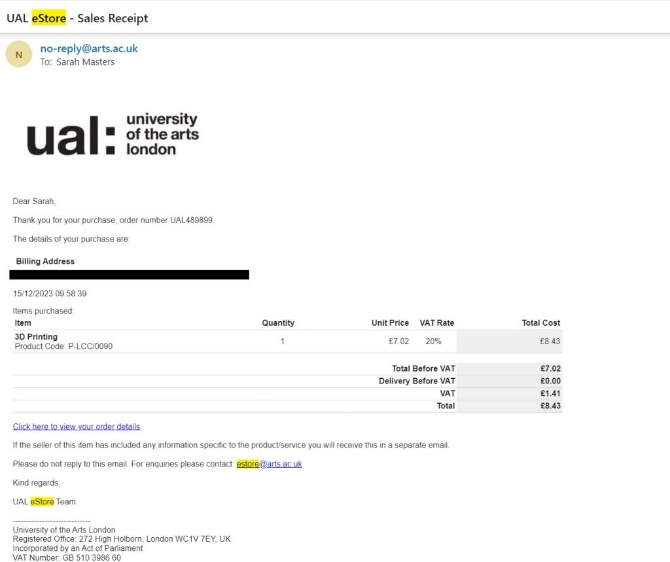 UAL eStore - Sales Receipt
N
no-reply@arts.ac.uk
To: Sarah Masters
ual: university of the arts london
Dear Sarah,
Thank you for your purchase, order number UAL489899.
The details of your purchase are:
Billing Address
15/12/2023 09:58:39
Items purchased:
Item Quantity Unit Price VAT Rate Total Cost
3D Printing
Product Code: P-LCC/0090 1 £7.02 20% £8.43
Total Before VAT £7.02
Delivery Before VAT £0.00
VAT £1.41
Total £8.43
Click here to view your order details
If the seller of this item has included any information specific to the product/service you will receive this in a separate email.
Please do not reply to this email. For enquiries please contact: estore@arts.ac.uk
Kind regards,
UAL eStore Team
----------------------------
University of the Arts London
Registered Office: 272 High Holborn, London WC1V 7EY, UK
Incorporated by an Act of Parliament
VAT Number: GB 510 3986 60